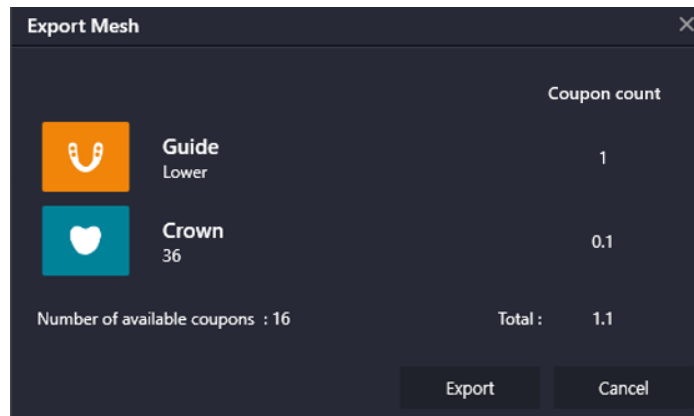 Export Mesh
Coupon count
Guide
Lower
1
Crown
36
0.1
Number of available coupons : 16 Total : 1.1
Export Cancel